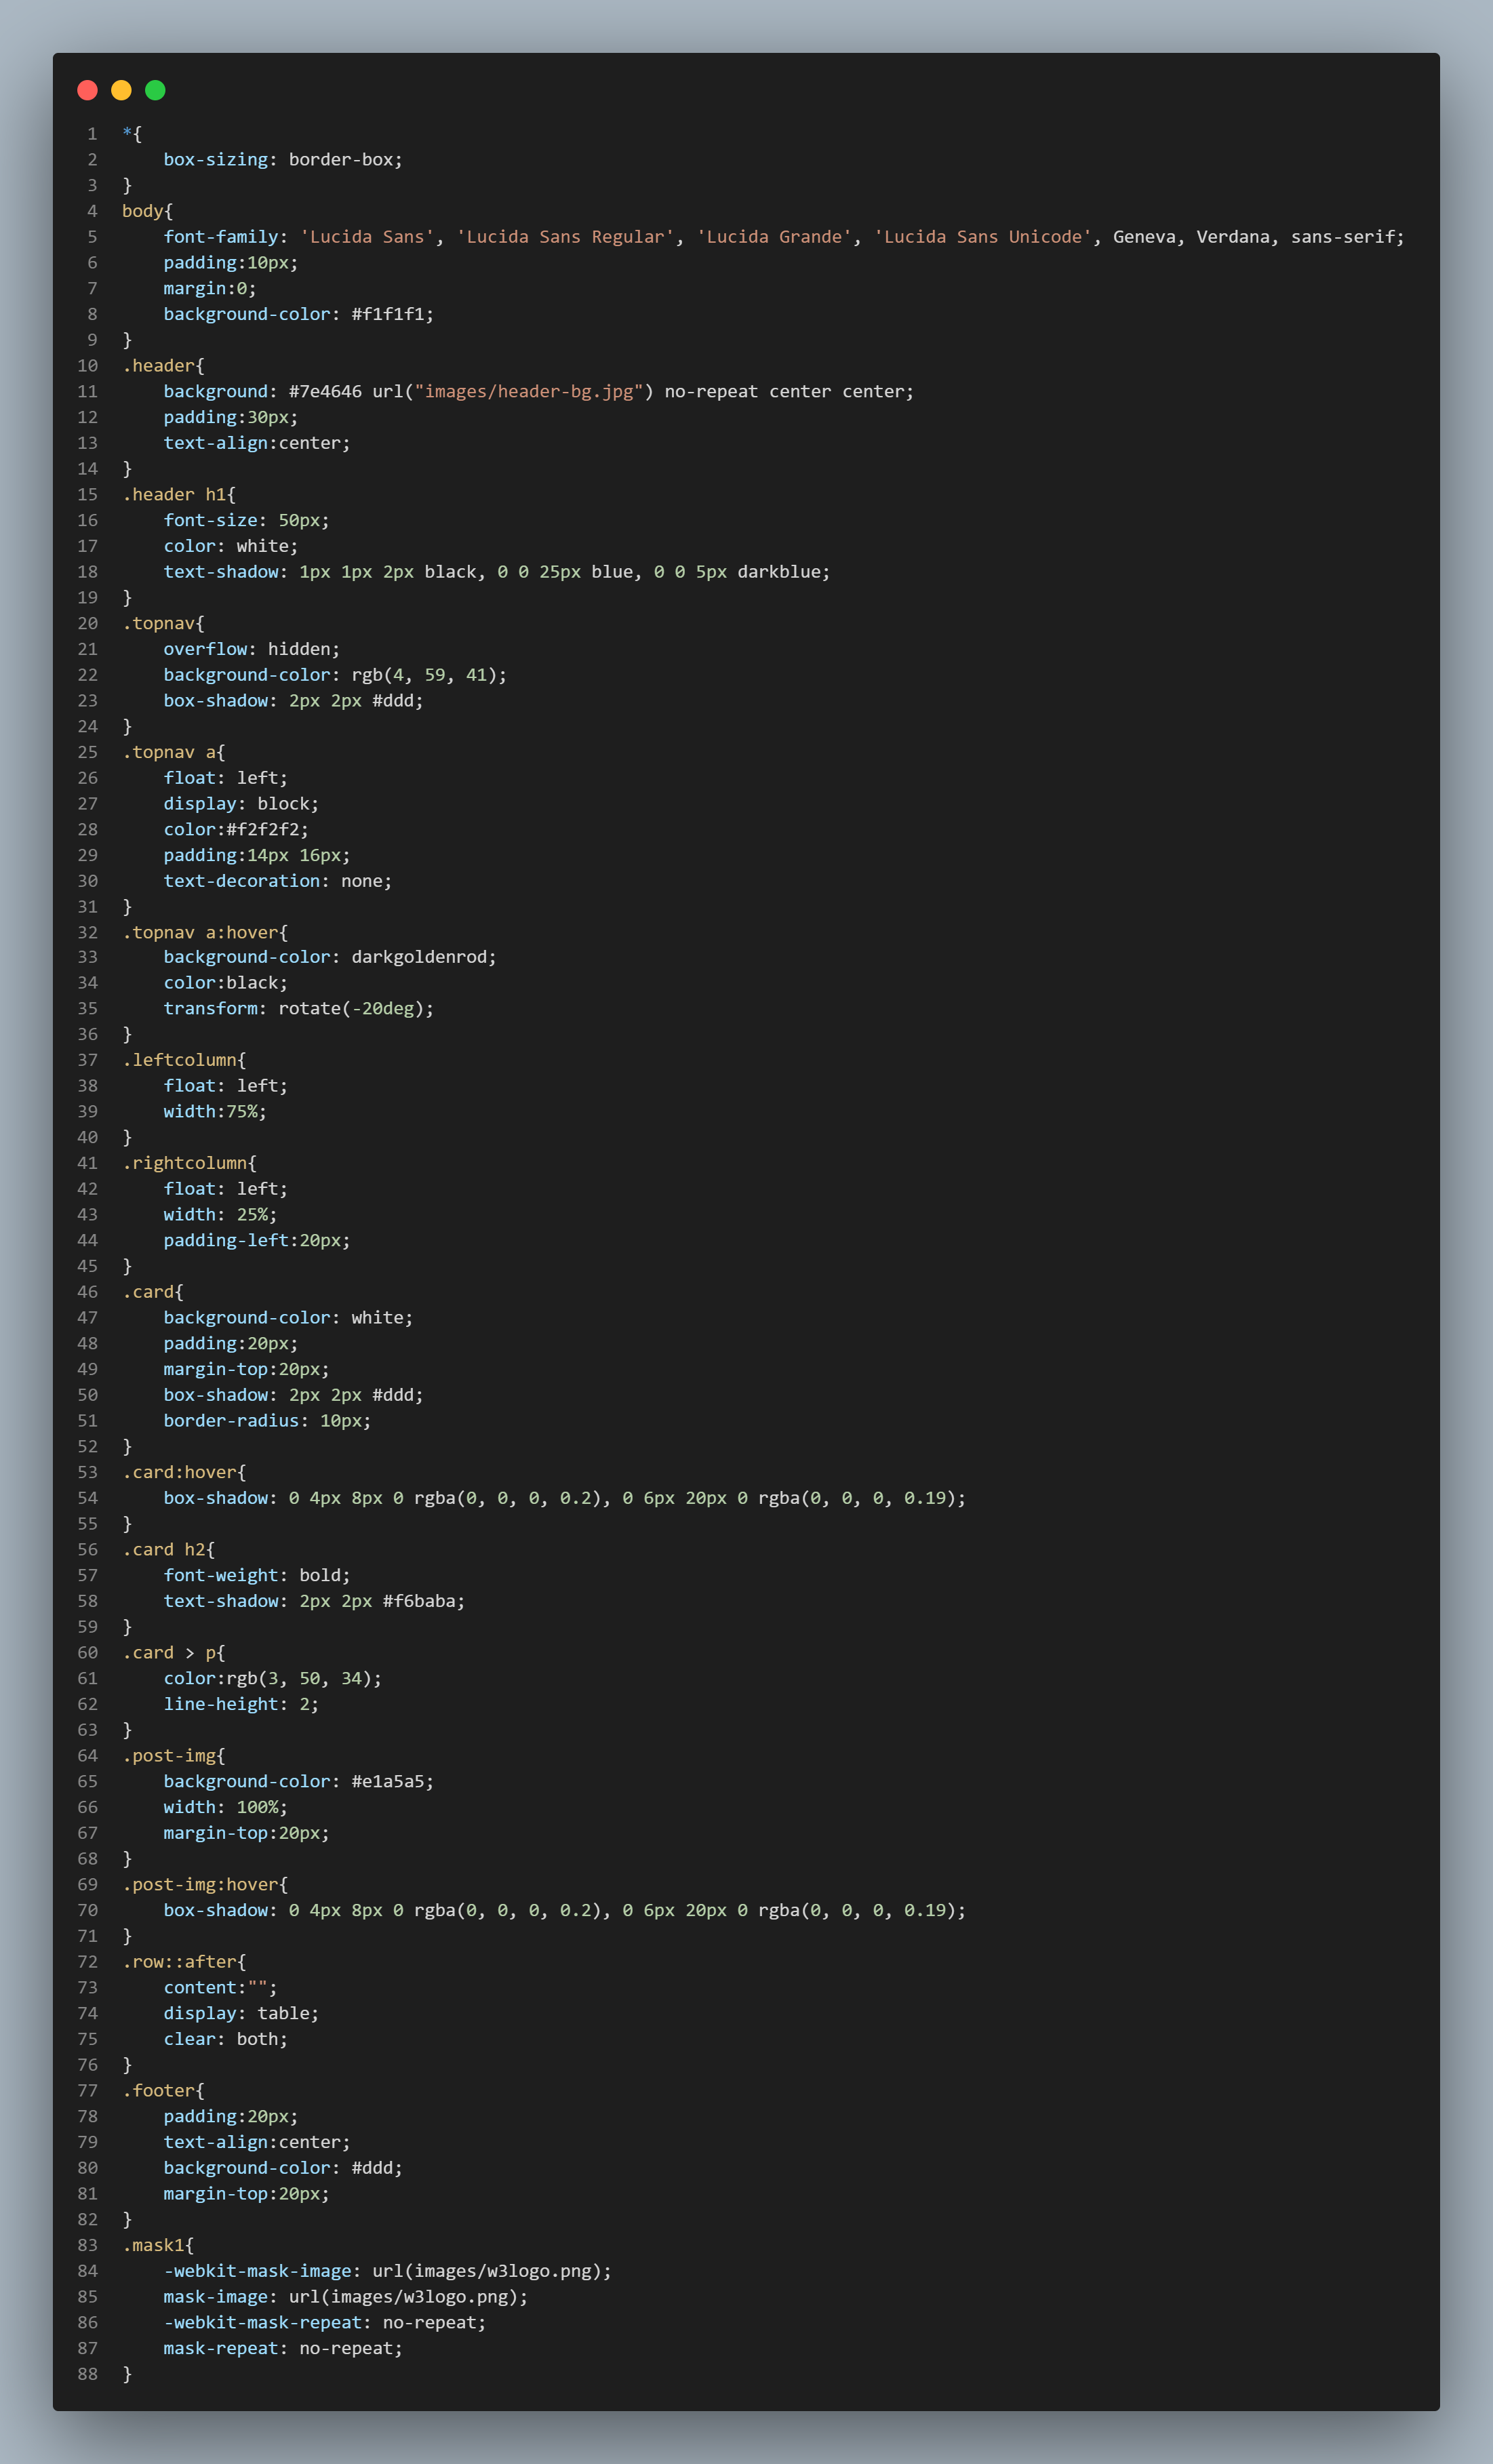 1 *{
2     box-sizing: border-box;
3 }
4 body{
5     font-family: 'Lucida Sans', 'Lucida Sans Regular', 'Lucida Grande', 'Lucida Sans Unicode', Geneva, Verdana, sans-serif;
6     padding:10px;
7     margin:0;
8     background-color: #f1f1f1;
9 }
10 .header{
11     background: #7e4646 url("images/header-bg.jpg") no-repeat center center;
12     padding:30px;
13     text-align:center;
14 }
15 .header h1{
16     font-size: 50px;
17     color: white;
18     text-shadow: 1px 1px 2px black, 0 0 25px blue, 0 0 5px darkblue;
19 }
20 .topnav{
21     overflow: hidden;
22     background-color: rgb(4, 59, 41);
23     box-shadow: 2px 2px #ddd;
24 }
25 .topnav a{
26     float: left;
27     display: block;
28     color:#f2f2f2;
29     padding:14px 16px;
30     text-decoration: none;
31 }
32 .topnav a:hover{
33     background-color: darkgoldenrod;
34     color:black;
35     transform: rotate(-20deg);
36 }
37 .leftcolumn{
38     float: left;
39     width:75%;
40 }
41 .rightcolumn{
42     float: left;
43     width: 25%;
44     padding-left:20px;
45 }
46 .card{
47     background-color: white;
48     padding:20px;
49     margin-top:20px;
50     box-shadow: 2px 2px #ddd;
51     border-radius: 10px;
52 }
53 .card:hover{
54     box-shadow: 0 4px 8px 0 rgba(0, 0, 0, 0.2), 0 6px 20px 0 rgba(0, 0, 0, 0.19);
55 }
56 .card h2{
57     font-weight: bold;
58     text-shadow: 2px 2px #f6baba;
59 }
60 .card > p{
61     color:rgb(3, 50, 34);
62     line-height: 2;
63 }
64 .post-img{
65     background-color: #e1a5a5;
66     width: 100%;
67     margin-top:20px;
68 }
69 .post-img:hover{
70     box-shadow: 0 4px 8px 0 rgba(0, 0, 0, 0.2), 0 6px 20px 0 rgba(0, 0, 0, 0.19);
71 }
72 .row::after{
73     content:"";
74     display: table;
75     clear: both;
76 }
77 .footer{
78     padding:20px;
79     text-align:center;
80     background-color: #ddd;
81     margin-top:20px;
82 }
83 .mask1{
84     -webkit-mask-image: url(images/w3logo.png);
85     mask-image: url(images/w3logo.png);
86     -webkit-mask-repeat: no-repeat;
87     mask-repeat: no-repeat;
88 }